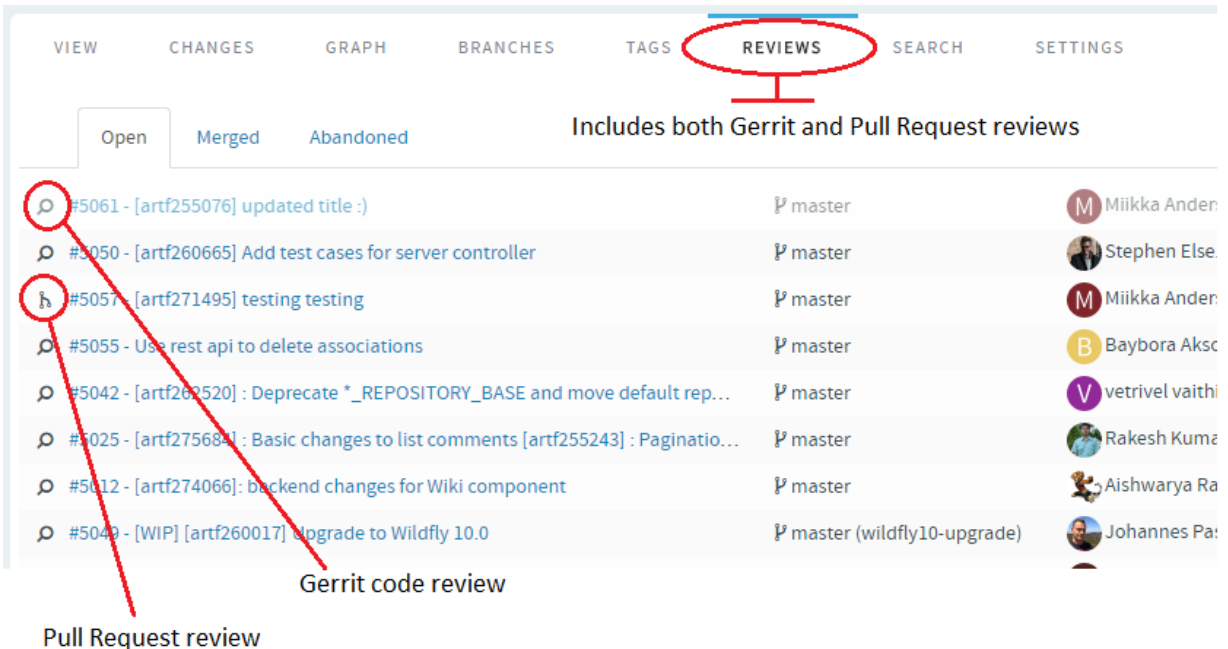 VIEW CHANGES GRAPH BRANCHES TAGS REVIEWS SEARCH SETTINGS
Includes both Gerrit and Pull Request reviews
Open Merged Abandoned
#5061 - [artf255076] updated title :) master M Miikka Anders
#5050 - [artf260665] Add test cases for server controller master Stephen Else
#5057 - [artf271495] testing testing master M Miikka Anders
#5055 - Use rest api to delete associations master B Baybora Akso
#5042 - [artf262520] : Deprecate *_REPOSITORY_BASE and move default rep... master V vetrivel vaithi
#5025 - [artf275684] : Basic changes to list comments [artf255243] : Paginatio... master Rakesh Kuma
#5012 - [artf274066]: backend changes for Wiki component master Aishwarya Ra
#5049 - [WIP] [artf260017] Upgrade to Wildfly 10.0 master (wildfly10-upgrade) Johannes Pas
Gerrit code review
Pull Request review